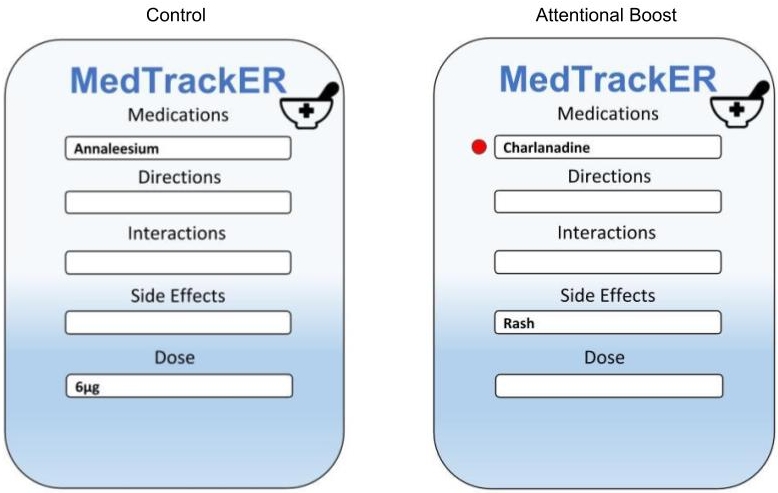 Control
MedTrackER
Medications
Annaleesium
Directions
Interactions
Side Effects
Dose
6µg
Attentional Boost
MedTrackER
Medications
Charlanadine
Directions
Interactions
Side Effects
Rash
Dose